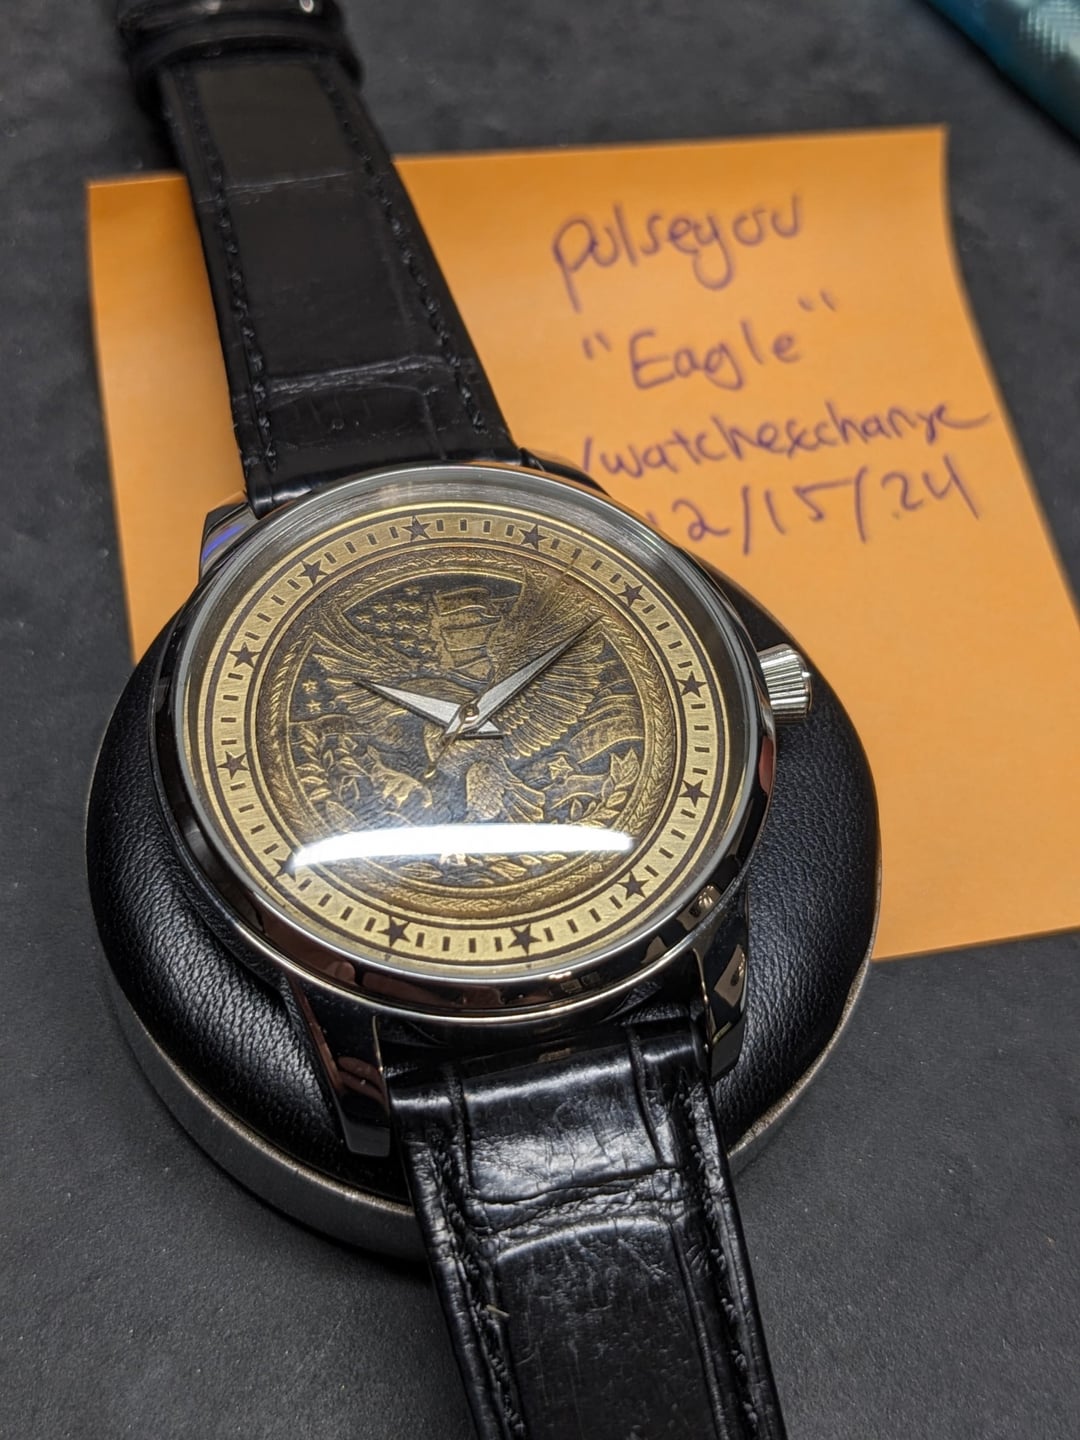 pulseyou
"Eagle"
/watchexchange
12/15/24